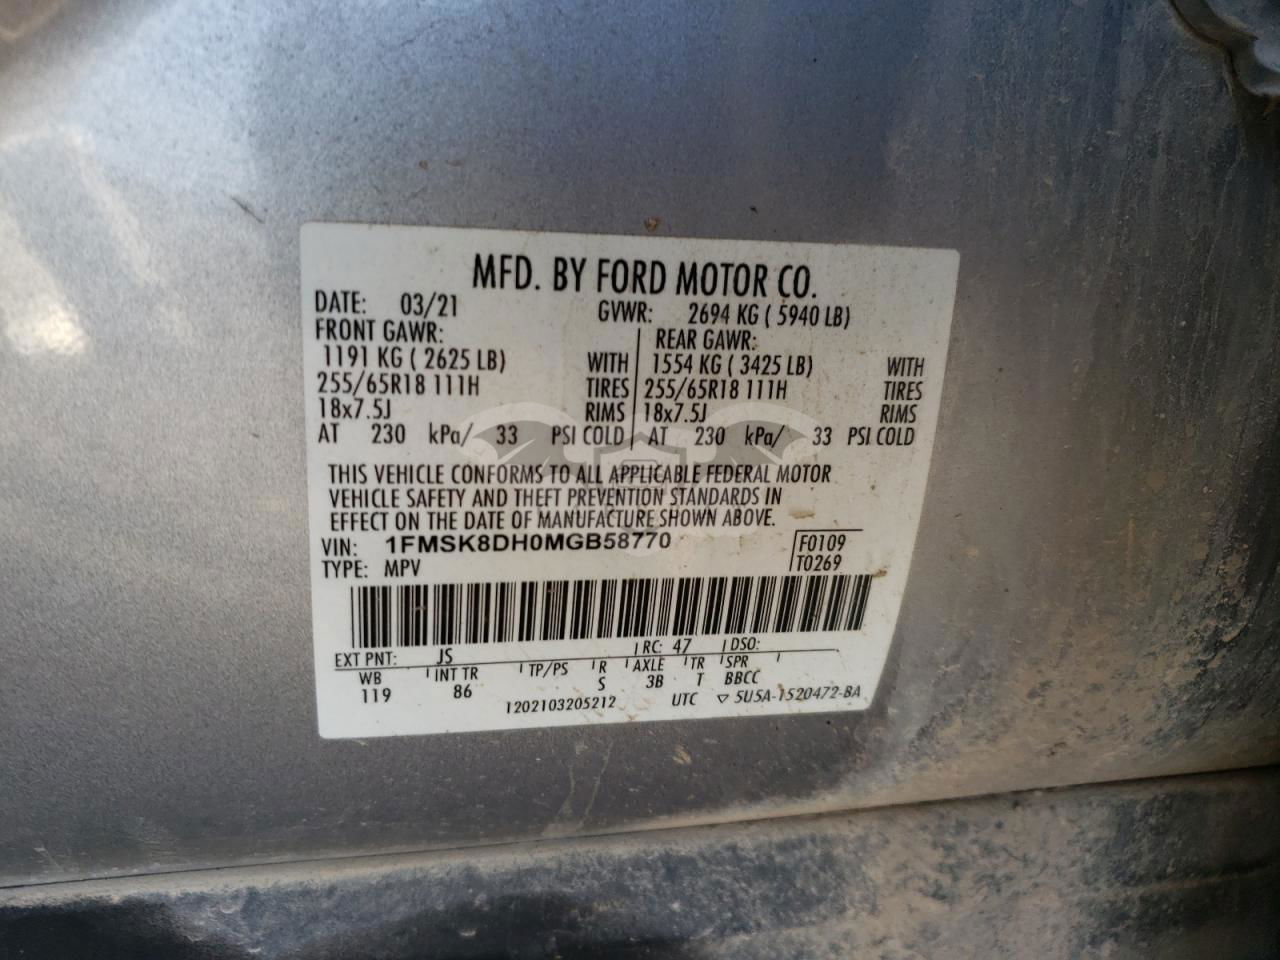 MFD. BY FORD MOTOR CO.
DATE: 03/21 GVWR: 2694 KG ( 5940 LB)
FRONT GAWR: REAR GAWR:
1191 KG ( 2625 LB) WITH 1554 KG ( 3425 LB) WITH
255/65R18 111H TIRES 255/65R18 111H TIRES
18x7.5J RIMS 18x7.5J RIMS
AT 230 kPa/ 33 PSI COLD AT 230 kPa/ 33 PSI COLD
THIS VEHICLE CONFORMS TO ALL APPLICABLE FEDERAL MOTOR
VEHICLE SAFETY AND THEFT PREVENTION STANDARDS IN
EFFECT ON THE DATE OF MANUFACTURE SHOWN ABOVE.
VIN: 1FMSK8DH0MGB58770 F0109
TYPE: MPV T0269
EXT PNT: JS RC: 47 DSO:
WB INT TR TP/PS R AXLE TR SPR
119 86 S 3B T BBCC
1202103205212 UTC ▽ 5U5A-1520472-BA